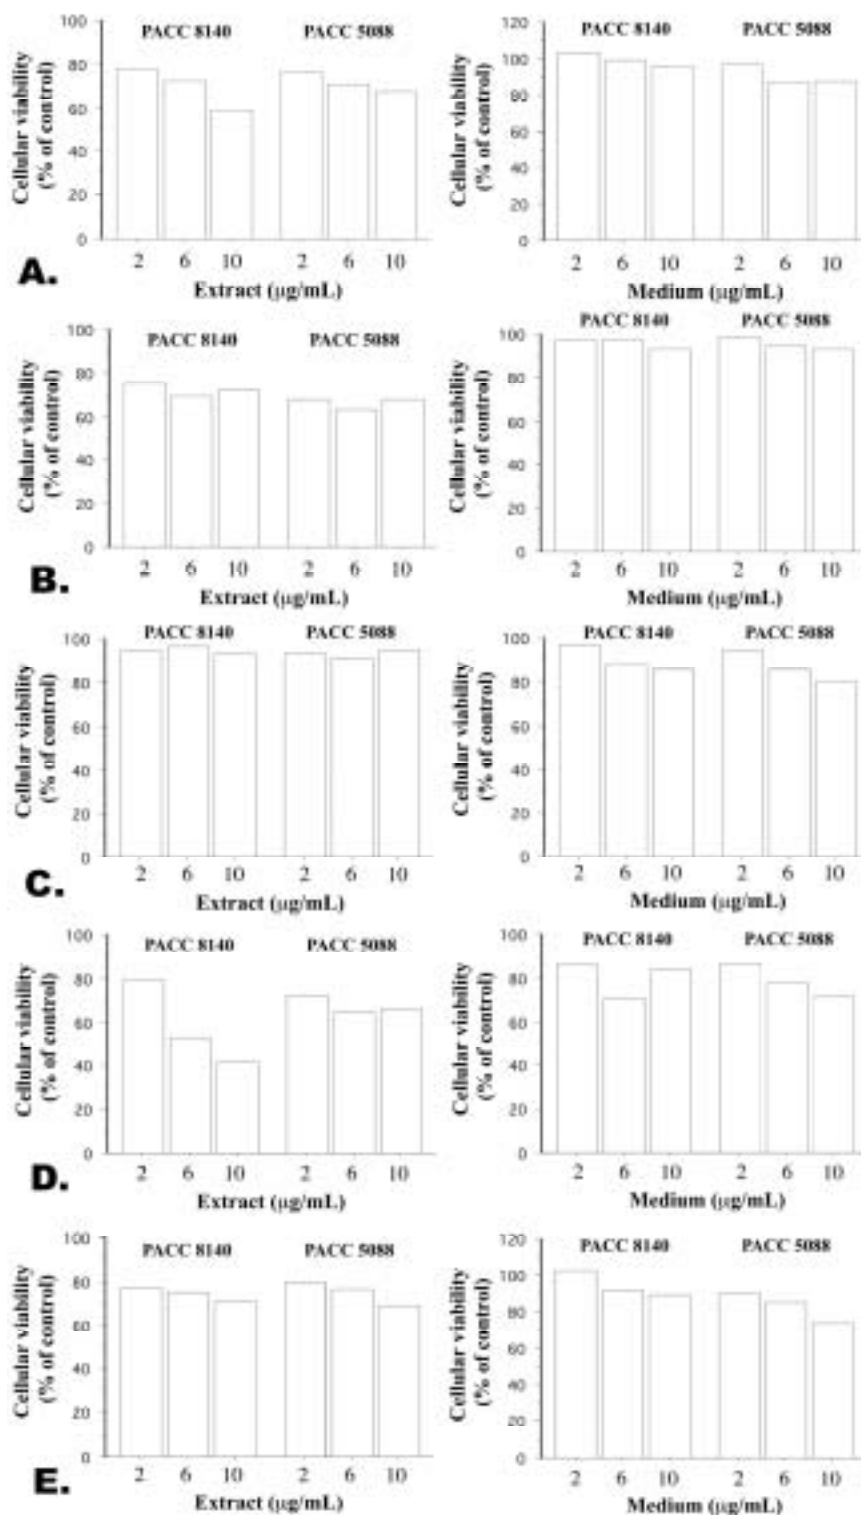 Cellular viability
(% of control)
100
80
60
40
20
0
PACC 8140 PACC 5088
2 6 10 2 6 10
Extract (μg/mL)
Cellular viability
(% of control)
120
100
80
60
40
20
0
PACC 8140 PACC 5088
2 6 10 2 6 10
Medium (μg/mL)
A.
Cellular viability
(% of control)
100
80
60
40
20
0
PACC 8140 PACC 5088
2 6 10 2 6 10
Extract (μg/mL)
Cellular viability
(% of control)
100
80
60
40
20
0
PACC 8140 PACC 5088
2 6 10 2 6 10
Medium (μg/mL)
B.
Cellular viability
(% of control)
100
80
60
40
20
0
PACC 8140 PACC 5088
2 6 10 2 6 10
Extract (μg/mL)
Cellular viability
(% of control)
100
80
60
40
20
0
PACC 8140 PACC 5088
2 6 10 2 6 10
Medium (μg/mL)
C.
Cellular viability
(% of control)
100
80
60
40
20
0
PACC 8140 PACC 5088
2 6 10 2 6 10
Extract (μg/mL)
Cellular viability
(% of control)
100
80
60
40
20
0
PACC 8140 PACC 5088
2 6 10 2 6 10
Medium (μg/mL)
D.
Cellular viability
(% of control)
100
80
60
40
20
0
PACC 8140 PACC 5088
2 6 10 2 6 10
Extract (μg/mL)
Cellular viability
(% of control)
120
100
80
60
40
20
0
PACC 8140 PACC 5088
2 6 10 2 6 10
Medium (μg/mL)
E.